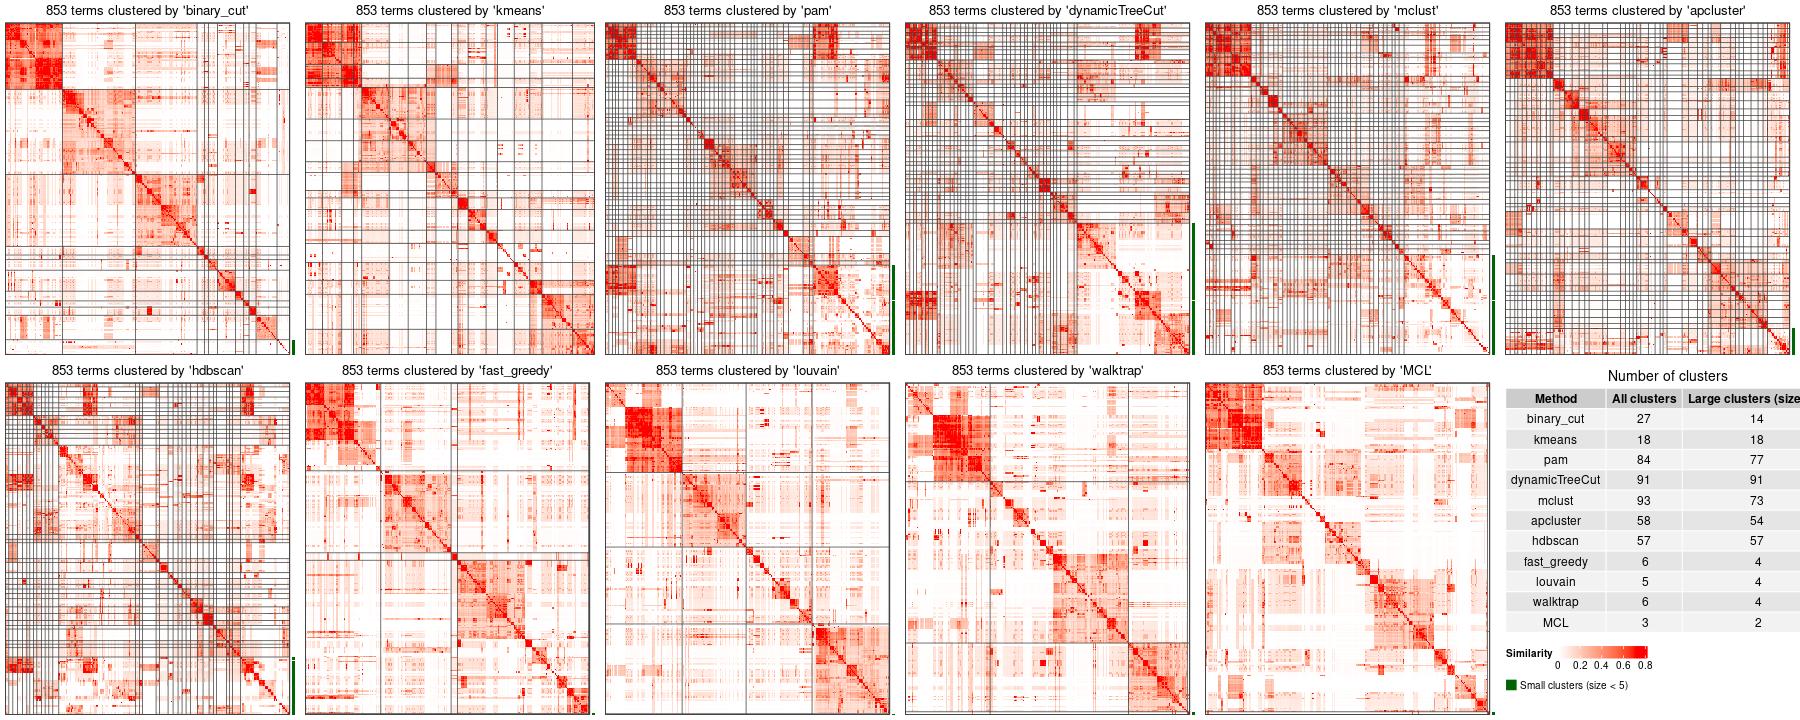 853 terms clustered by 'binary_cut'
853 terms clustered by 'kmeans'
853 terms clustered by 'pam'
853 terms clustered by 'dynamicTreeCut'
853 terms clustered by 'mclust'
853 terms clustered by 'apcluster'
853 terms clustered by 'hdbscan'
853 terms clustered by 'fast_greedy'
853 terms clustered by 'louvain'
853 terms clustered by 'walktrap'
853 terms clustered by 'MCL'
Number of clusters
Method All clusters Large clusters (size
binary_cut 27 14
kmeans 18 18
pam 84 77
dynamicTreeCut 91 91
mclust 93 73
apcluster 58 54
hdbscan 57 57
fast_greedy 6 4
louvain 5 4
walktrap 6 4
MCL 3 2
Similarity
0 0.2 0.4 0.6 0.8
Small clusters (size < 5)